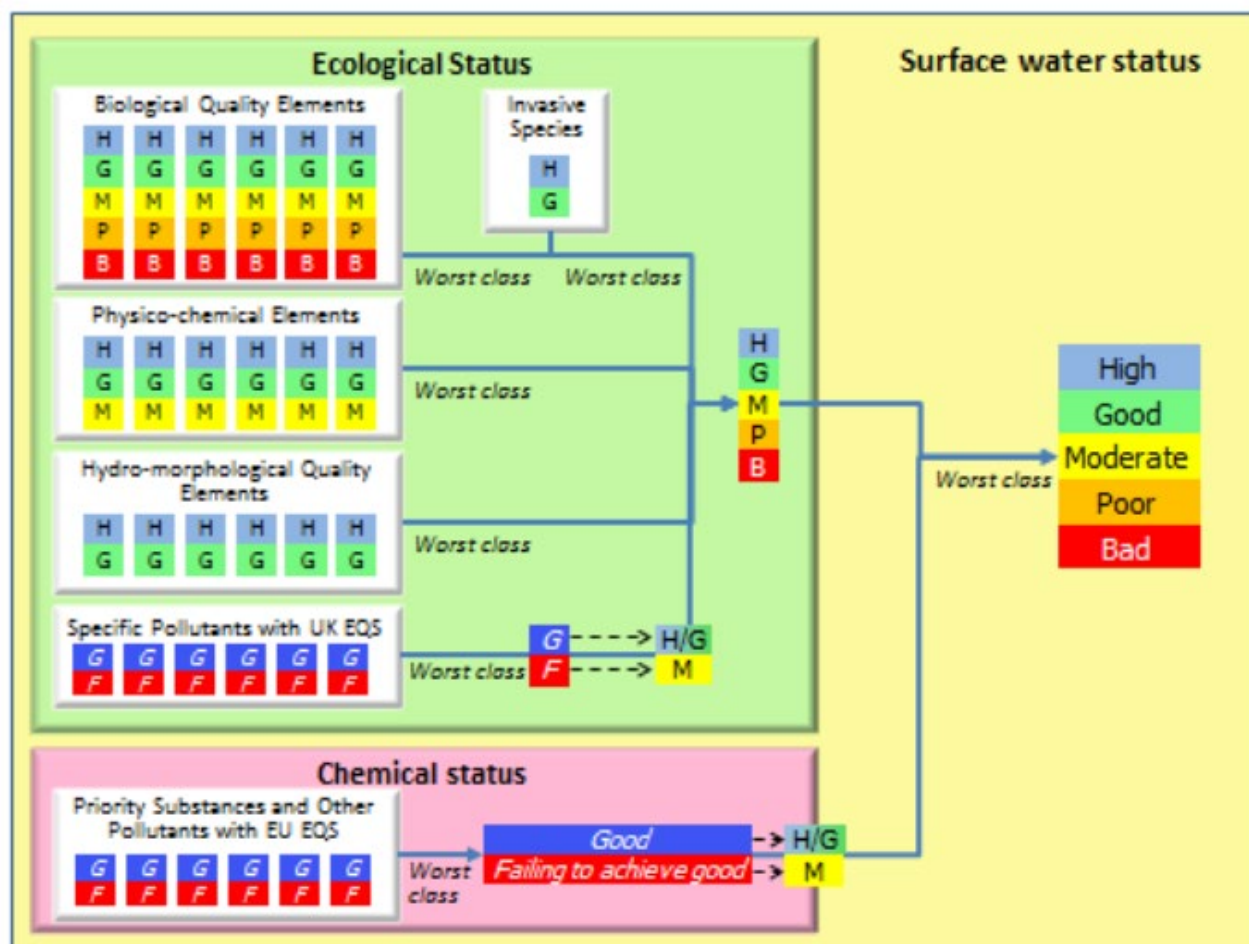 Surface water status
Ecological Status
Biological Quality Elements
H H H H H H
G G G G G G
M M M M M M
P P P P P P
B B B B B B
Invasive
Species
H
G
Worst class
Worst class
Physico-chemical Elements
H H H H H H
G G G G G G
M M M M M M
Worst class
Hydro-morphological Quality
Elements
H H H H H H
G G G G G G
Worst class
Specific Pollutants with UK EQS
G G G G G G
F F F F F F
Worst class
G
F
H/G
M
H
G
M
P
B
Chemical status
Priority Substances and Other
Pollutants with EU EQS
G G G G G G
F F F F F F
Worst
class
Good
Failing to achieve good
H/G
M
Worst class
High
Good
Moderate
Poor
Bad